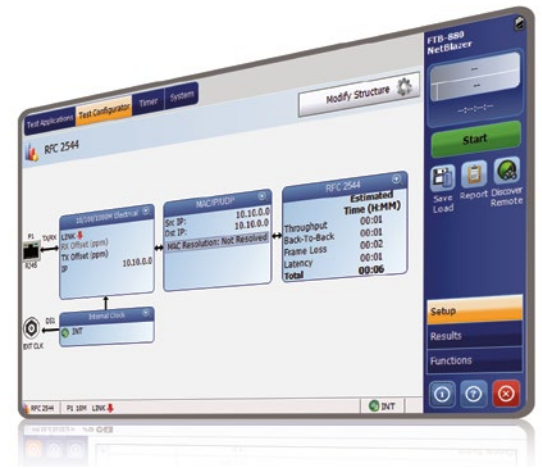 FTB-880
NetBlazer
Test Applications
Test Configurator
Timer
System
RFC 2544
Modify Structure
--
--
--:--:--
Start
Save
Load
Report
Discover
Remote
P1
TX/RX
RJ45
10/100/1000M Electrical
LINK
RX Offset (ppm)
TX Offset (ppm)
IP 10.10.0.0
MAC/IP/UDP
Src IP: 10.10.0.0
Dst IP: 10.10.0.0
MAC Resolution: Not Resolved
RFC 2544
Estimated
Time (H:MM)
Throughput 00:01
Back-To-Back 00:01
Frame Loss 00:02
Latency 00:01
Total 00:06
EXT CLK
Internal Clock
INT
Setup
Results
Functions
RFC 2544 P1 10M LINK INT